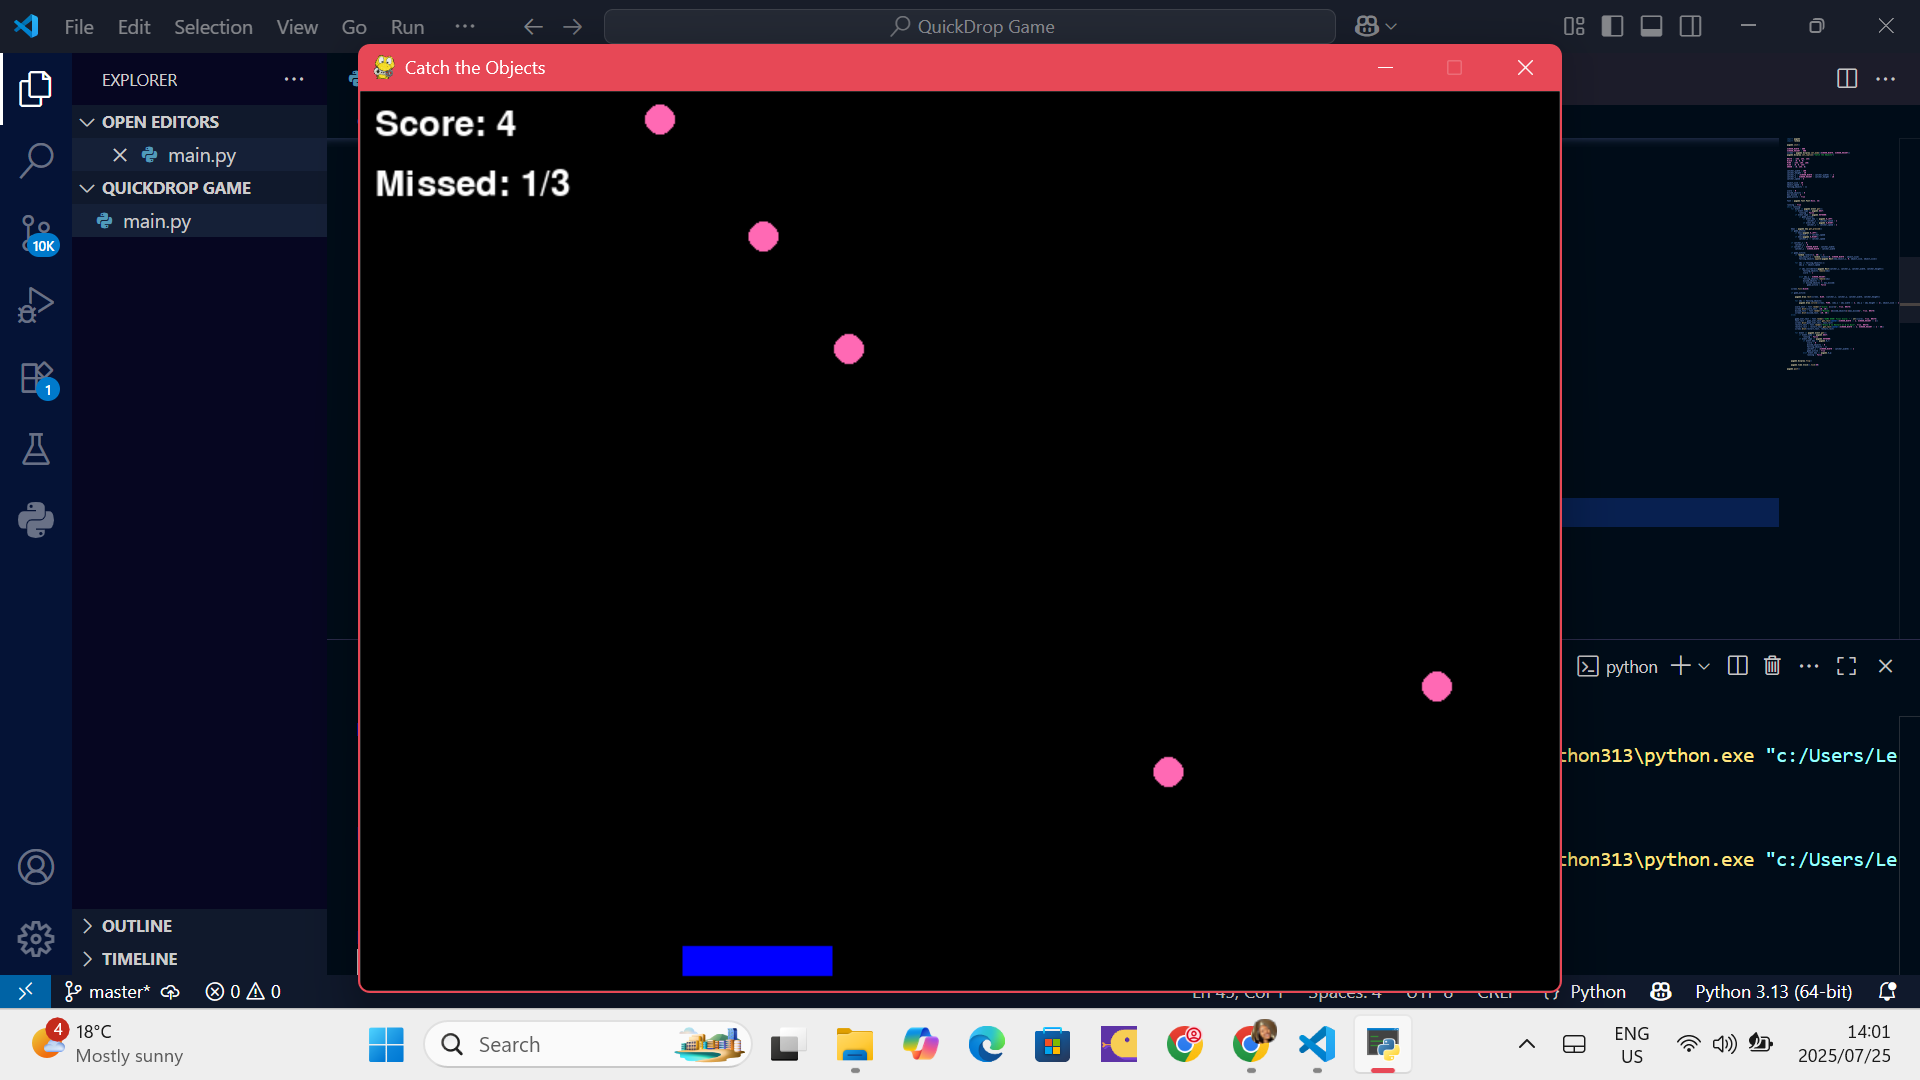 File Edit Selection View Go Run ··· QuickDrop Game
Catch the Objects
EXPLORER
OPEN EDITORS
main.py
QUICKDROP GAME
main.py
Score: 4
Missed: 1/3
10K
1
python
thon313\python.exe "c:/Users/Le
thon313\python.exe "c:/Users/Le
OUTLINE
TIMELINE
master* 0 0 Python Python 3.13 (64-bit)
4
18°C
Mostly sunny
Search
ENG
US
14:01
2025/07/25